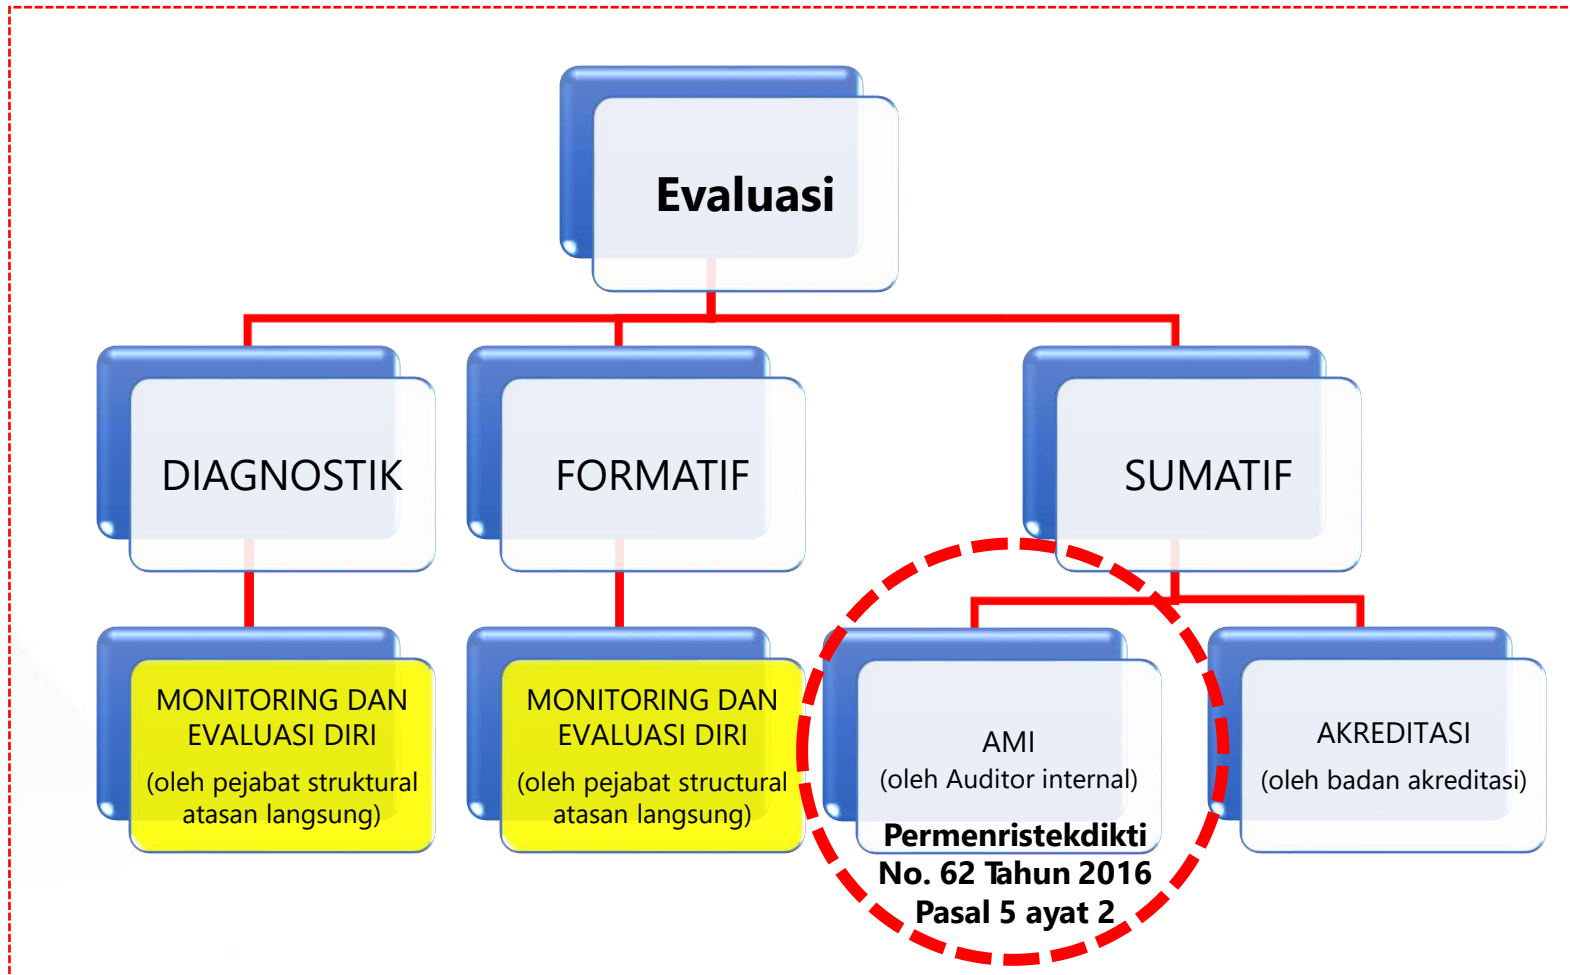 Evaluasi
DIAGNOSTIK
FORMATIF
SUMATIF
MONITORING DAN
EVALUASI DIRI
(oleh pejabat struktural
atasan langsung)
MONITORING DAN
EVALUASI DIRI
(oleh pejabat structural
atasan langsung)
AMI
(oleh Auditor internal)
Permenristekdikti
No. 62 Tahun 2016
Pasal 5 ayat 2
AKREDITASI
(oleh badan akreditasi)